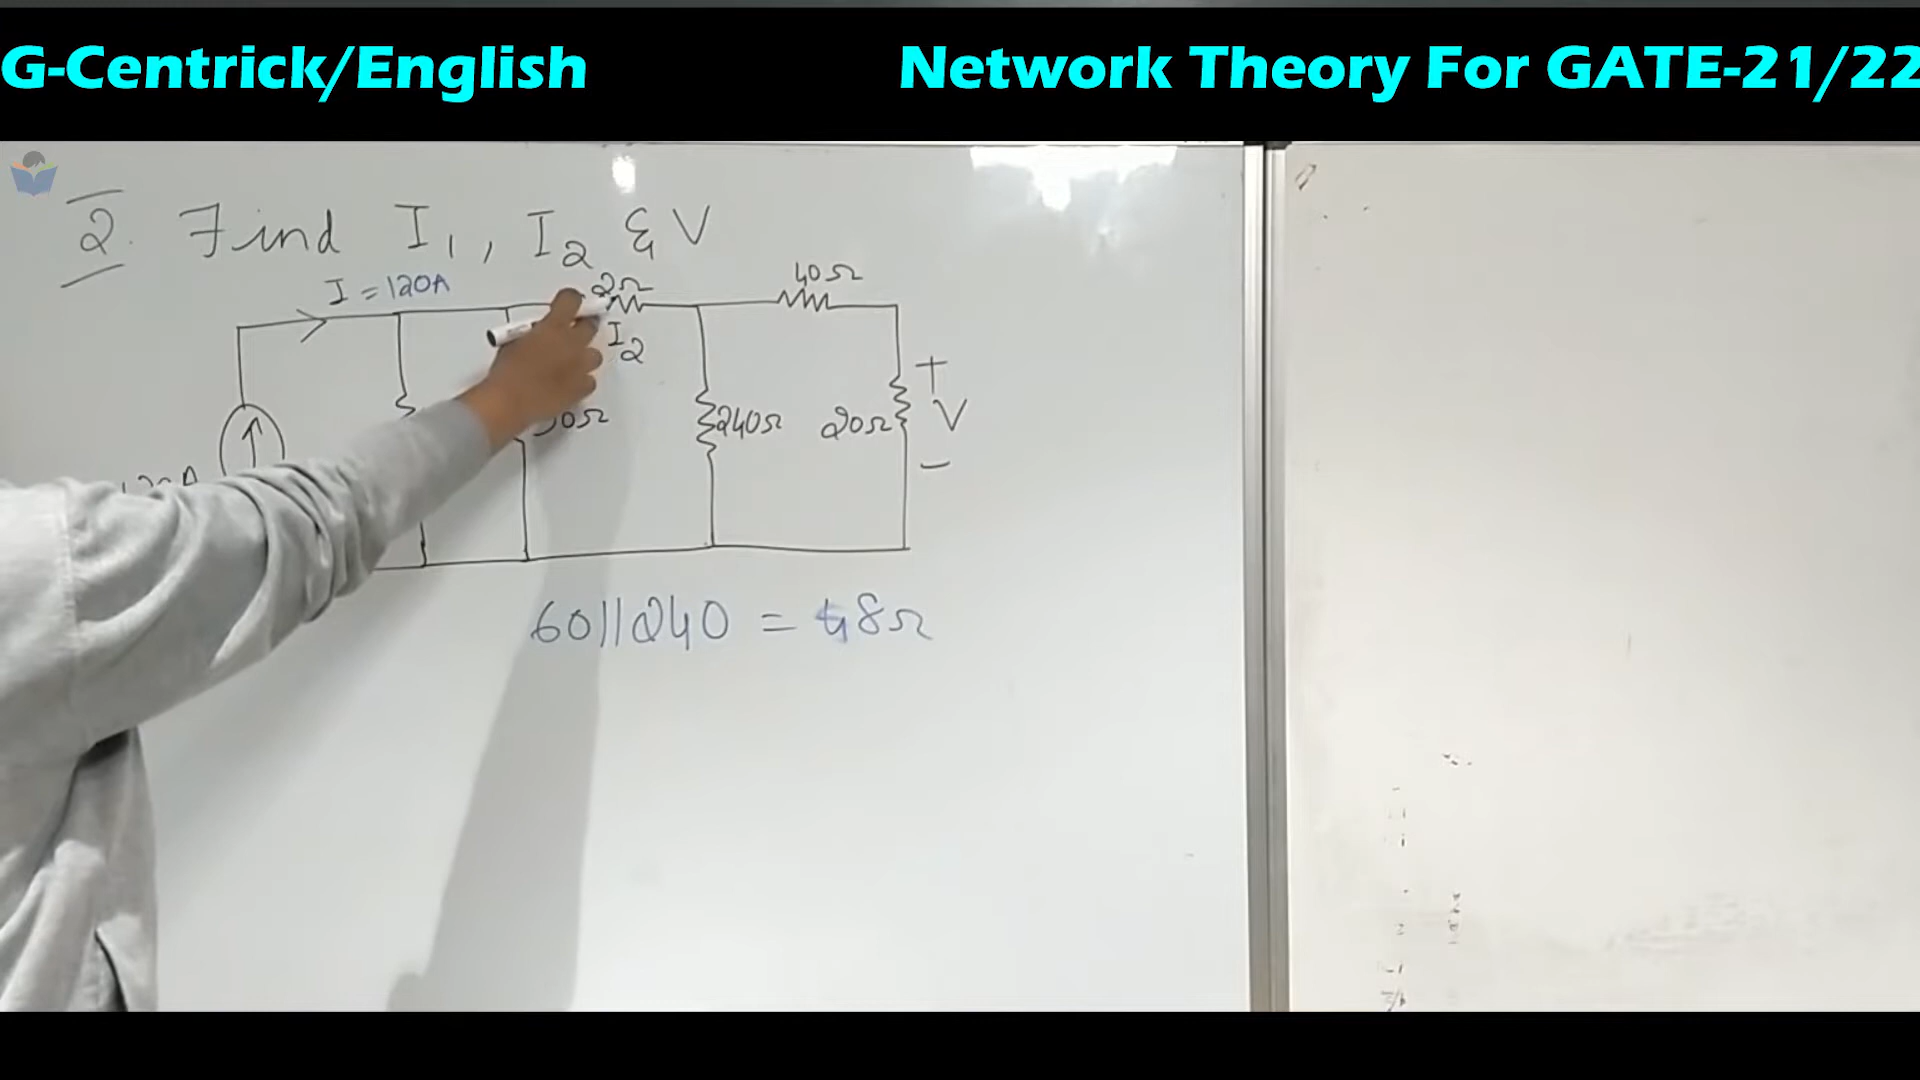 G-Centrick/English Network Theory For GATE-21/22
2. Find I1, I2 & V
I = 120A
2Ω
40Ω
I2
+
V
-
240Ω
20Ω
60||240 = 48Ω